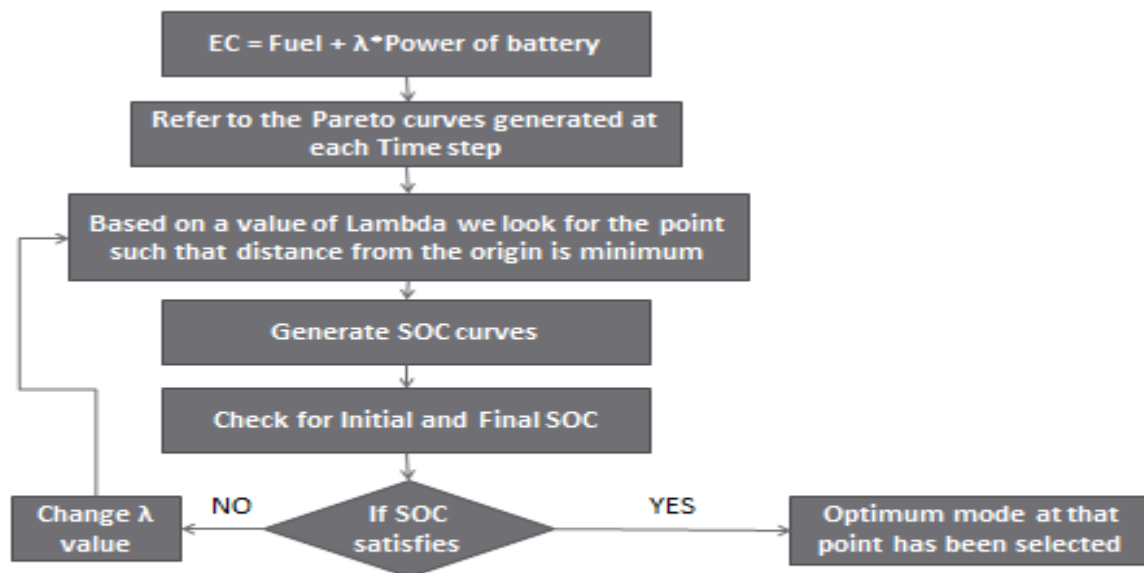 EC = Fuel + λ*Power of battery
Refer to the Pareto curves generated at
each Time step
Based on a value of Lambda we look for the point
such that distance from the origin is minimum
Generate SOC curves
Check for Initial and Final SOC
If SOC
satisfies
NO
Change λ
value
YES
Optimum mode at that
point has been selected